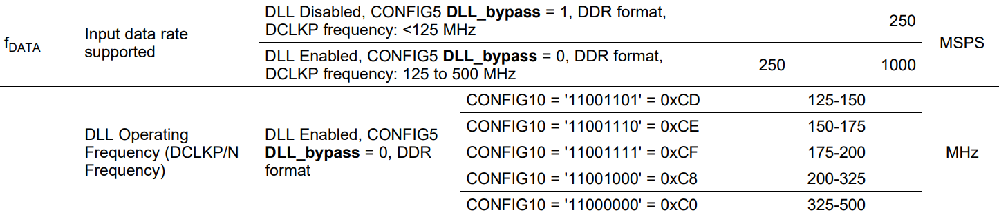 DLL Disabled, CONFIG5 DLL_bypass = 1, DDR format,
DCLKP frequency: <125 MHz
250
fDATA
Input data rate
supported
MSPS
DLL Enabled, CONFIG5 DLL_bypass = 0, DDR format,
DCLKP frequency: 125 to 500 MHz
250 1000
DLL Operating
Frequency (DCLKP/N
Frequency)
DLL Enabled, CONFIG5
DLL_bypass = 0, DDR
format
CONFIG10 = '11001101' = 0xCD 125-150
CONFIG10 = '11001110' = 0xCE 150-175
CONFIG10 = '11001111' = 0xCF 175-200
CONFIG10 = '11001000' = 0xC8 200-325
CONFIG10 = '11000000' = 0xC0 325-500
MHz